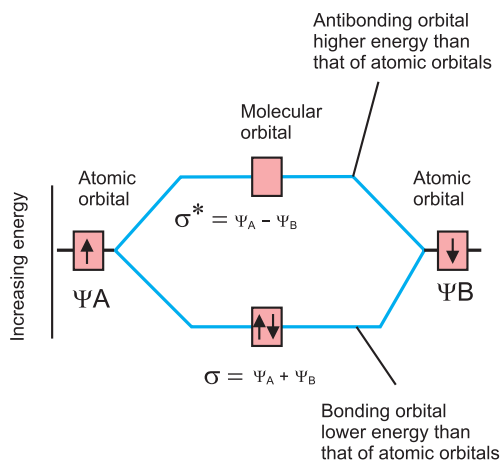 Antibonding orbital
higher energy than
that of atomic orbitals
Molecular
orbital
Atomic
orbital
Atomic
orbital
σ* = ΨA – ΨB
ΨA
ΨB
Increasing energy
σ = ΨA + ΨB
Bonding orbital
lower energy than
that of atomic orbitals